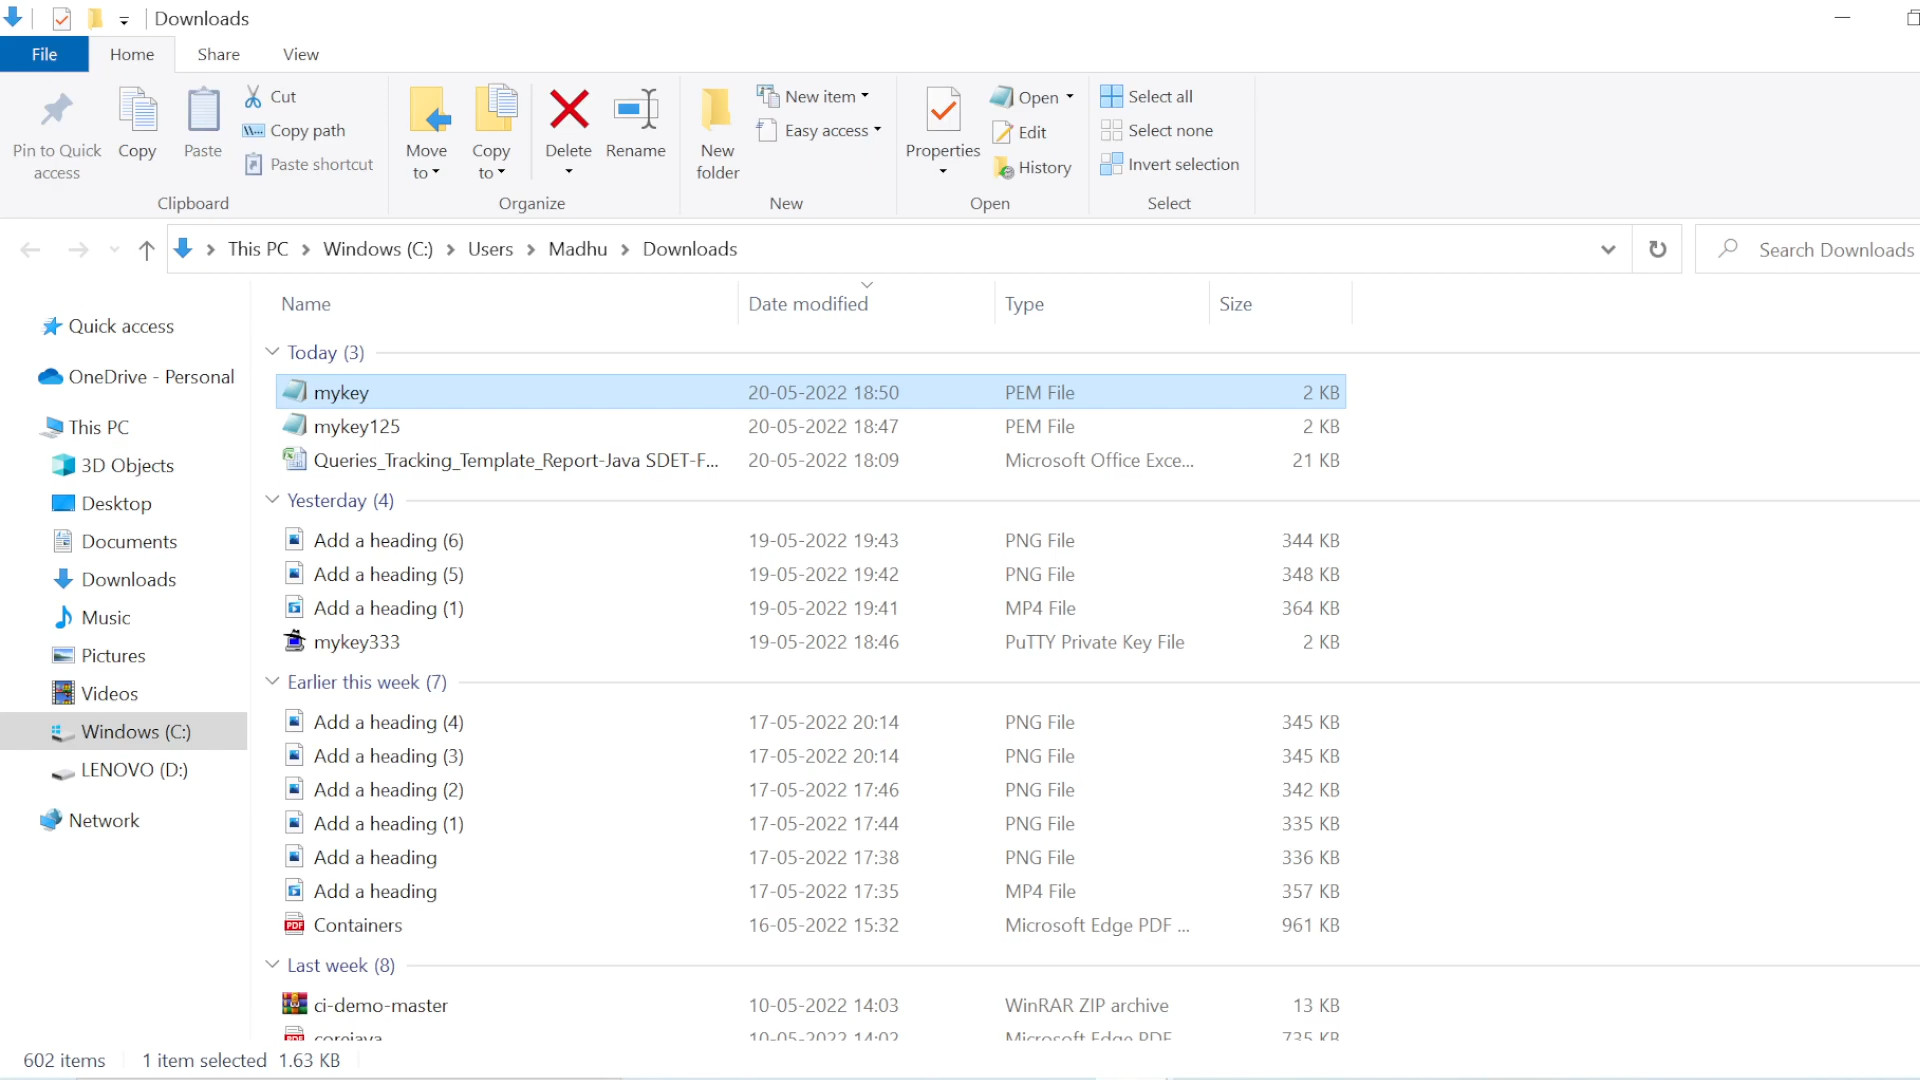 Downloads
File Home Share View
Pin to Quick access
Copy
Paste
Cut
Copy path
Paste shortcut
Clipboard
Move to
Copy to
Delete
Rename
Organize
New folder
New item
Easy access
New
Properties
Open
Edit
History
Open
Select all
Select none
Invert selection
Select
This PC Windows (C:) Users Madhu Downloads
Search Downloads
Quick access
OneDrive - Personal
This PC
3D Objects
Desktop
Documents
Downloads
Music
Pictures
Videos
Windows (C:)
LENOVO (D:)
Network
Name Date modified Type Size
Today (3)
mykey 20-05-2022 18:50 PEM File 2 KB
mykey125 20-05-2022 18:47 PEM File 2 KB
Queries_Tracking_Template_Report-Java SDET-F... 20-05-2022 18:09 Microsoft Office Exce... 21 KB
Yesterday (4)
Add a heading (6) 19-05-2022 19:43 PNG File 344 KB
Add a heading (5) 19-05-2022 19:42 PNG File 348 KB
Add a heading (1) 19-05-2022 19:41 MP4 File 364 KB
mykey333 19-05-2022 18:46 PuTTY Private Key File 2 KB
Earlier this week (7)
Add a heading (4) 17-05-2022 20:14 PNG File 345 KB
Add a heading (3) 17-05-2022 20:14 PNG File 345 KB
Add a heading (2) 17-05-2022 17:46 PNG File 342 KB
Add a heading (1) 17-05-2022 17:44 PNG File 335 KB
Add a heading 17-05-2022 17:38 PNG File 336 KB
Add a heading 17-05-2022 17:35 MP4 File 357 KB
Containers 16-05-2022 15:32 Microsoft Edge PDF ... 961 KB
Last week (8)
ci-demo-master 10-05-2022 14:03 WinRAR ZIP archive 13 KB
corejava 10-05-2022 14:02 Microsoft Edge PDF 735 KB
602 items 1 item selected 1.63 KB